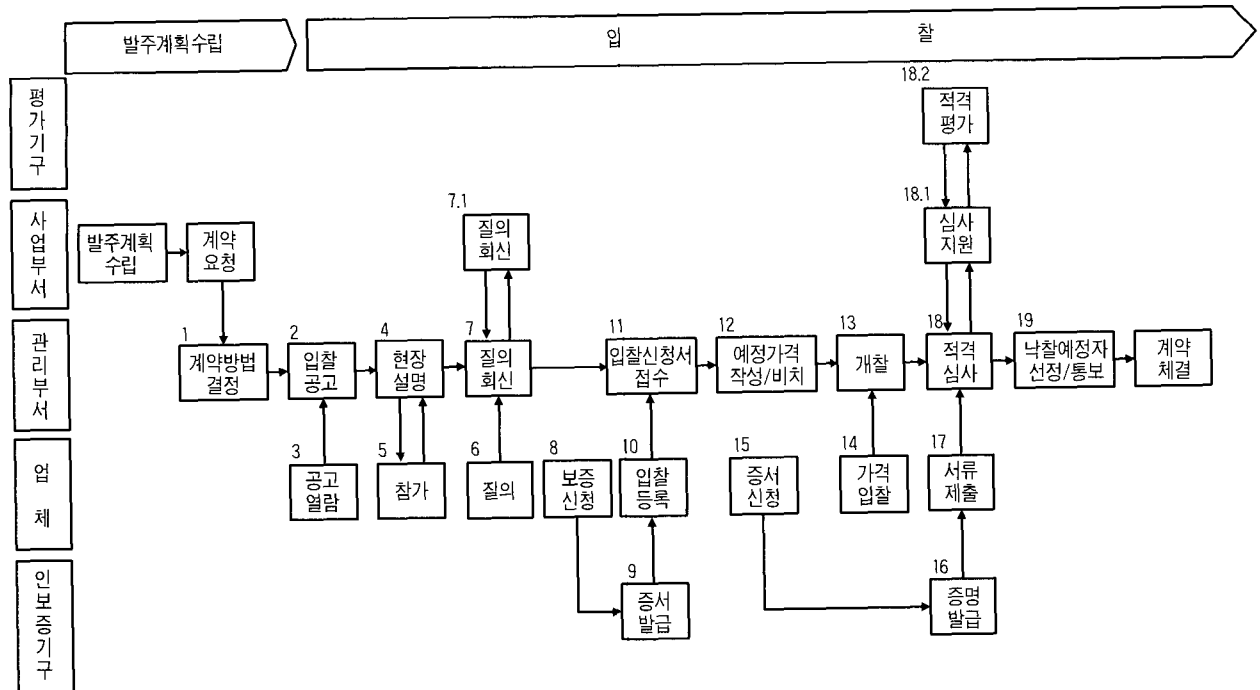 발주계획수립
입 찰
평가기구
18.2
적격
평가
사업부서
7.1
질의
회신
18.1
심사
지원
발주계획
수립
계약
요청
관리부서
1
계약방법
결정
2
입찰
공고
4
현장
설명
7
질의
회신
11
입찰신청서
접수
12
예정가격
작성/비치
13
개찰
18
적격
심사
19
낙찰예정자
선정/통보
계약
체결
업체
3
공고
열람
5
참가
6
질의
8
보증
신청
10
입찰
등록
15
증서
신청
14
가격
입찰
17
서류
제출
인보증기구
9
증서
발급
16
증명
발급